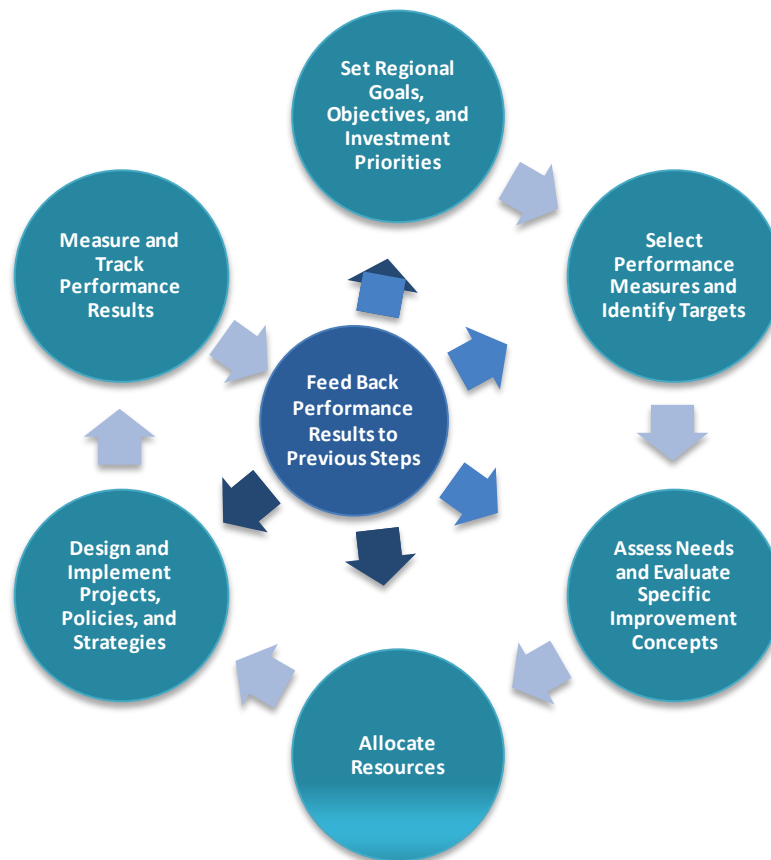 Set Regional
Goals,
Objectives, and
Investment
Priorities
Select
Performance
Measures and
Identify Targets
Assess Needs
and Evaluate
Specific
Improvement
Concepts
Allocate
Resources
Design and
Implement
Projects,
Policies, and
Strategies
Measure and
Track
Performance
Results
Feed Back
Performance
Results to
Previous Steps